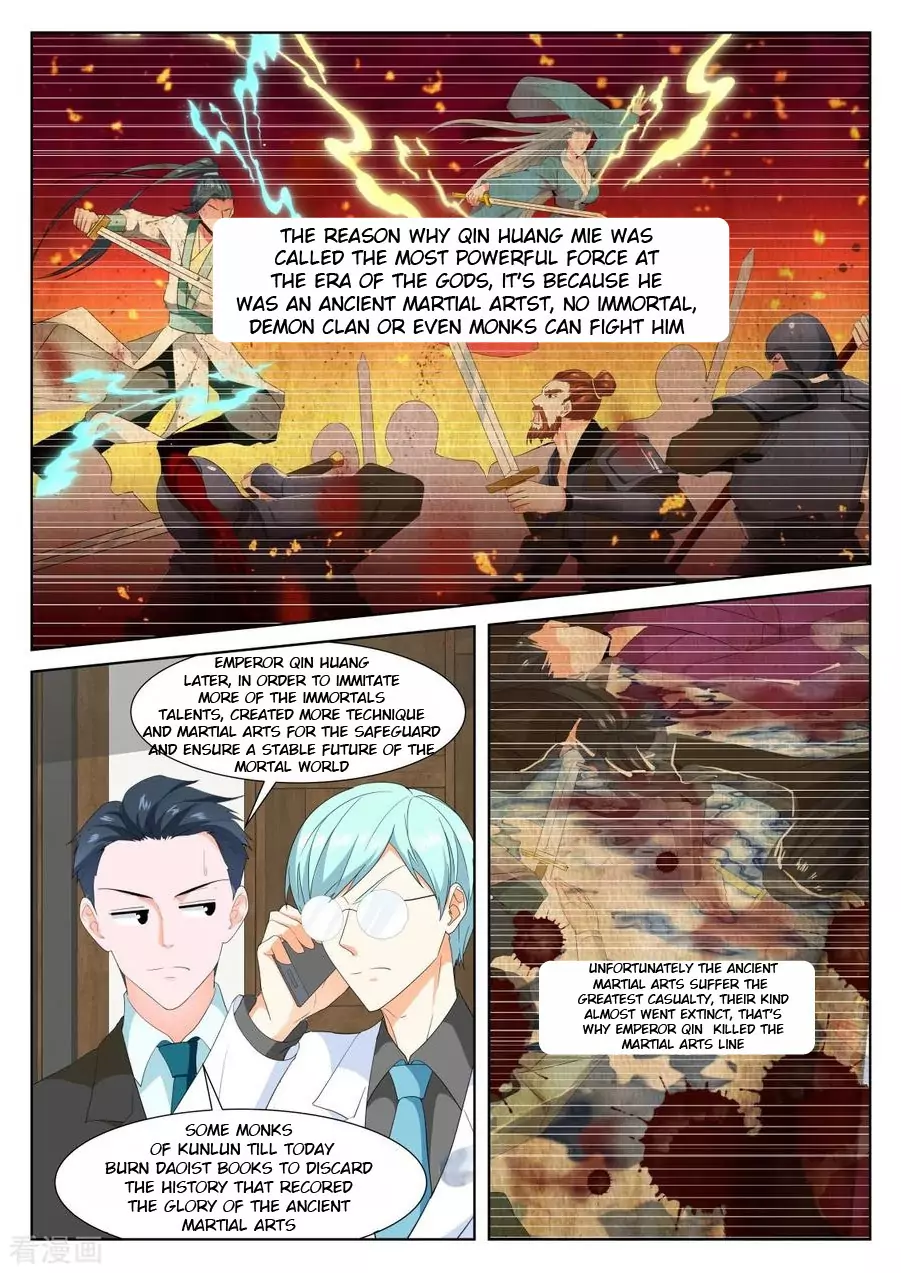 THE REASON WHY QIN HUANG MIE WAS
CALLED THE MOST POWERFUL FORCE AT
THE ERA OF THE GODS, IT'S BECAUSE HE
WAS AN ANCIENT MARTIAL ARTST, NO IMMORTAL,
DEMON CLAN OR EVEN MONKS CAN FIGHT HIM
EMPEROR QIN HUANG
LATER, IN ORDER TO IMMITATE
MORE OF THE IMMORTALS
TALENTS, CREATED MORE TECHNIQUE
AND MARTIAL ARTS FOR THE SAFEGUARD
AND ENSURE A STABLE FUTURE OF THE
MORTAL WORLD
UNFORTUNATELY THE ANCIENT
MARTIAL ARTS SUFFER THE
GREATEST CASUALTY, THEIR KIND
ALMOST WENT EXTINCT, THAT'S
WHY EMPEROR QIN KILLED THE
MARTIAL ARTS LINE
SOME MONKS
OF KUNLUN TILL TODAY
BURN DAOIST BOOKS TO DISCARD
THE HISTORY THAT RECORED
THE GLORY OF THE ANCIENT
MARTIAL ARTS
看漫画